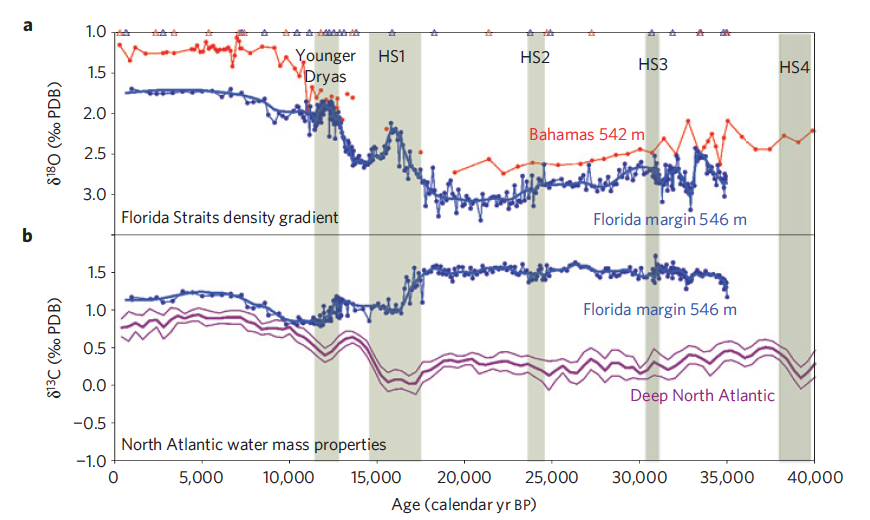 a
1.0
1.5
2.0
2.5
3.0
δ18O (‰ PDB)
Younger
Dryas
HS1
HS2
HS3
HS4
Bahamas 542 m
Florida margin 546 m
Florida Straits density gradient
b
1.5
1.0
0.5
0.0
−0.5
−1.0
δ13C (‰ PDB)
Florida margin 546 m
Deep North Atlantic
North Atlantic water mass properties
0
5,000
10,000
15,000
20,000
25,000
30,000
35,000
40,000
Age (calendar yr BP)